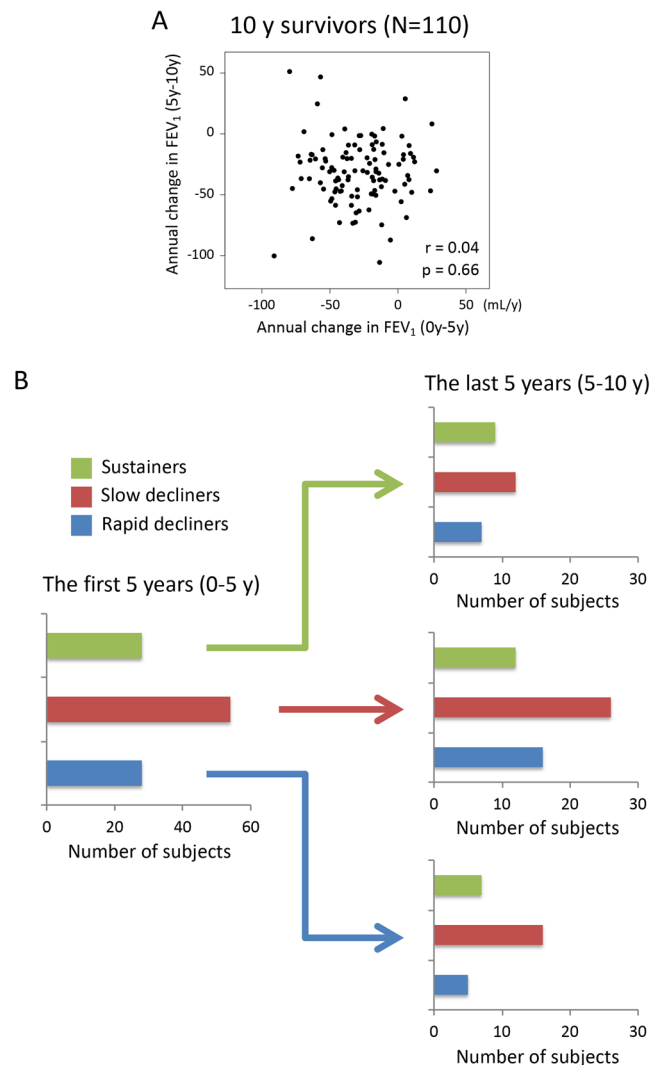 A
10 y survivors (N=110)
Annual change in FEV₁ (5y-10y)
50
0
-50
-100
r = 0.04
p = 0.66
-100 -50 0 50 (mL/y)
Annual change in FEV₁ (0y-5y)
B
The last 5 years (5-10 y)
Sustainers
Slow decliners
Rapid decliners
0 10 20 30
Number of subjects
The first 5 years (0-5 y)
0 20 40 60
Number of subjects
0 10 20 30
Number of subjects
0 10 20 30
Number of subjects